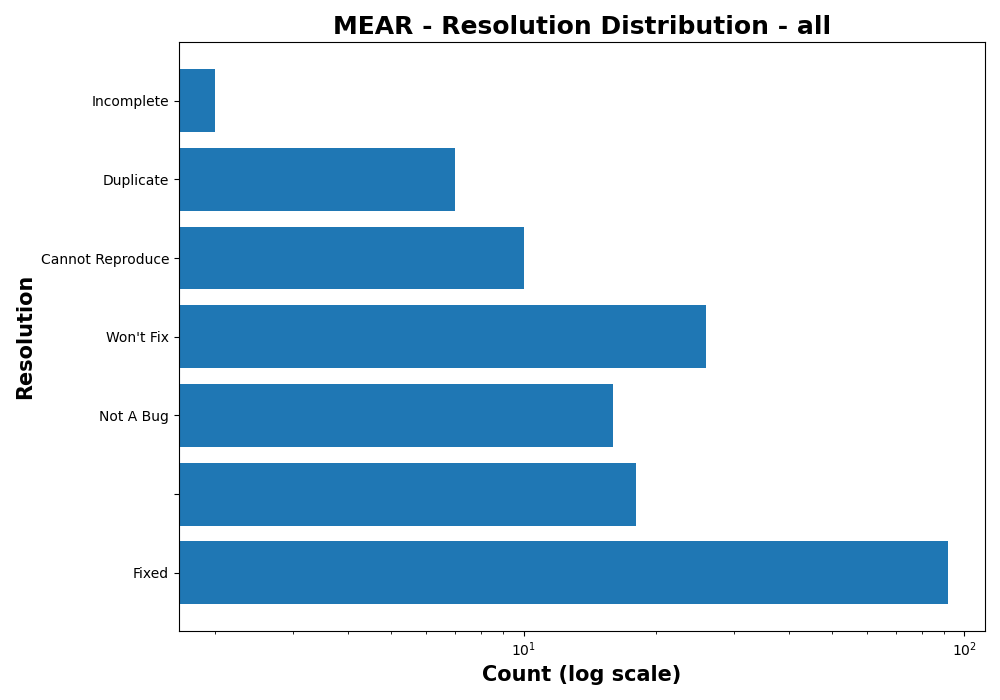 MEAR - Resolution Distribution - all
Resolution
Incomplete
Duplicate
Cannot Reproduce
Won't Fix
Not A Bug
Fixed
10¹
10²
Count (log scale)